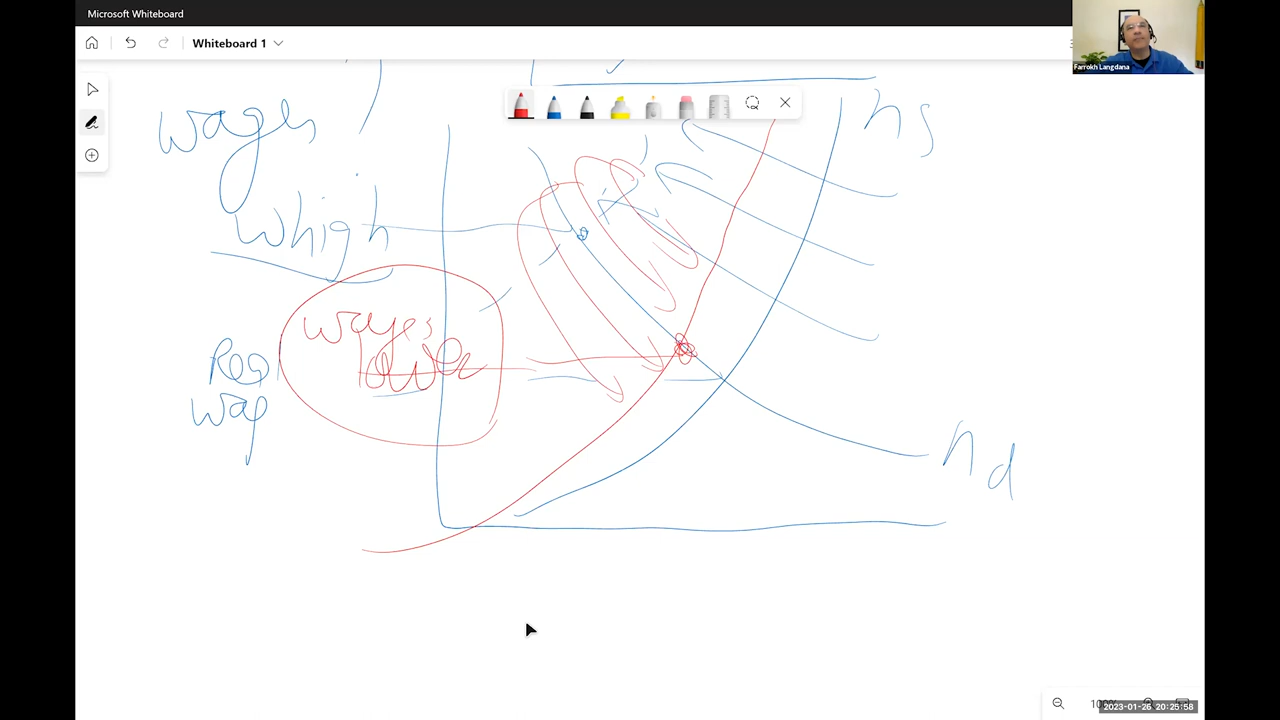 Microsoft Whiteboard
Whiteboard 1
Farrokh Langdana
wages
ns
Whigh
wages
lower
Req
wage
nd
2023-01-26 20:25:58